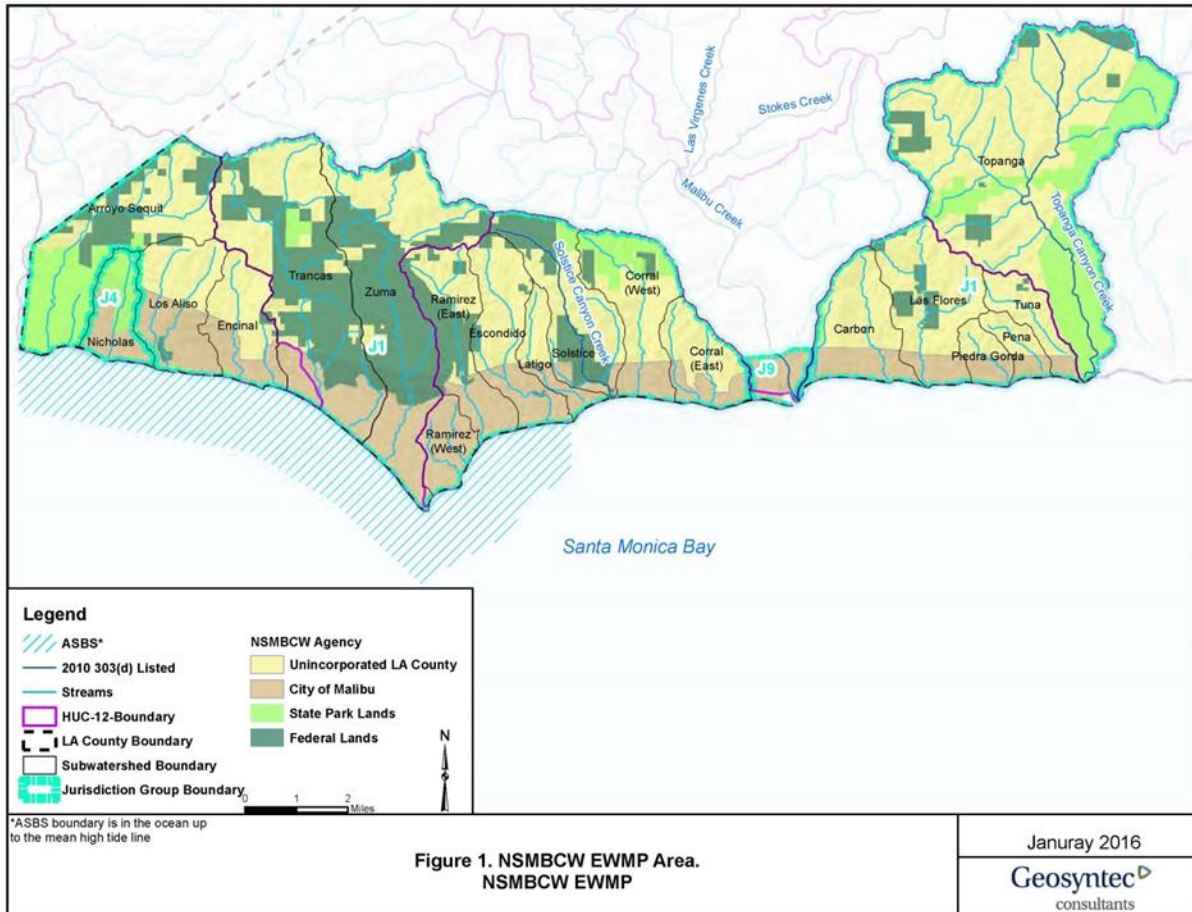 Las Virgenes Creek
Stokes Creek
Malibu Creek
Topanga
Topanga Canyon Creek
Arroyo Sequit
J4
Los Aliso
Nicholas
Encinal
Trancas
Zuma
J1
Ramirez
(East)
Escondido
Latigo
Solstice
Solstice Canyon Creek
Corral
(West)
Corral
(East)
Ramirez
(West)
J9
Carbon
Las Flores
J1
Tuna
Pena
Piedra Gorda
Santa Monica Bay
Legend
ASBS*
2010 303(d) Listed
Streams
HUC-12-Boundary
LA County Boundary
Subwatershed Boundary
Jurisdiction Group Boundary
NSMBCW Agency
Unincorporated LA County
City of Malibu
State Park Lands
Federal Lands
N
0 1 2
Miles
*ASBS boundary is in the ocean up
to the mean high tide line
Figure 1. NSMBCW EWMP Area.
NSMBCW EWMP
Januray 2016
Geosyntec
consultants